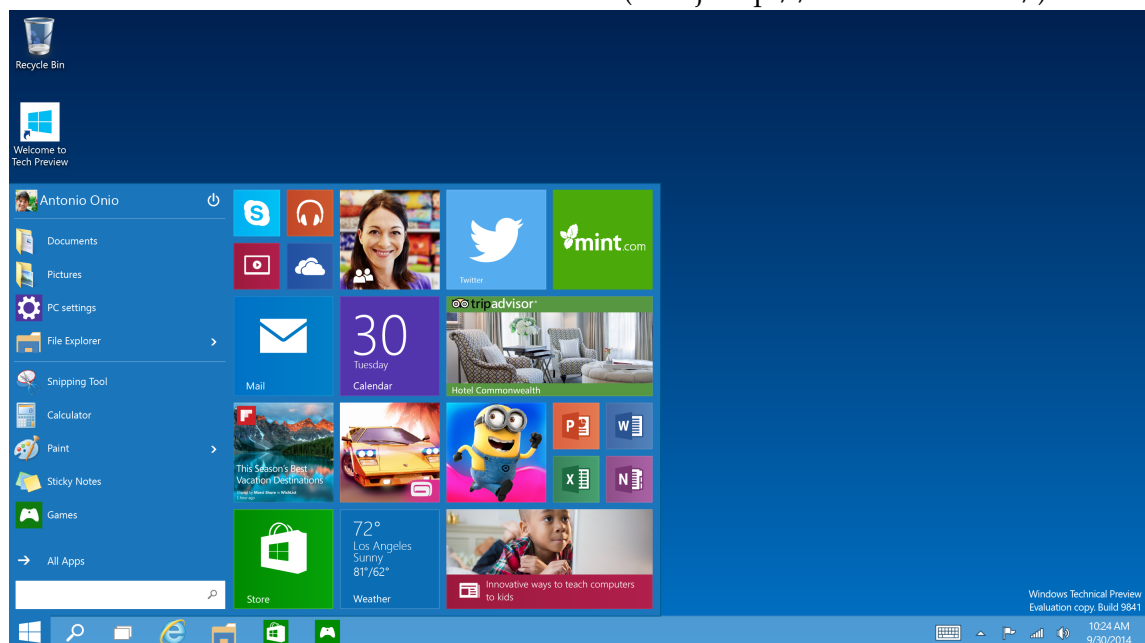 Recycle Bin
Welcome to
Tech Preview
Antonio Onio
Documents
Pictures
PC settings
File Explorer
Snipping Tool
Calculator
Paint
Sticky Notes
Games
All Apps
Twitter
mint.com
Mail
30
Tuesday
Calendar
tripadvisor
Hotel Commonwealth
This Season's Best
Vacation Destinations
P
W
X
N
Store
72°
Los Angeles
Sunny
81°/62°
Weather
Innovative ways to teach computers
to kids
Windows Technical Preview
Evaluation copy. Build 9841
10:24 AM
9/30/2014